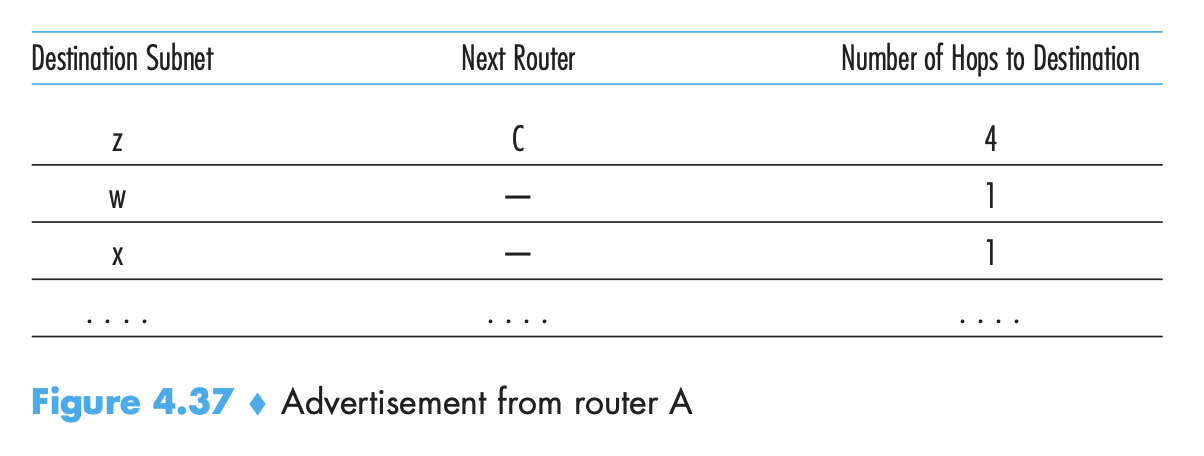 Destination Subnet Next Router Number of Hops to Destination
z C 4
w — 1
x — 1
. . . . . . . . . . . .
Figure 4.37 ♦ Advertisement from router A